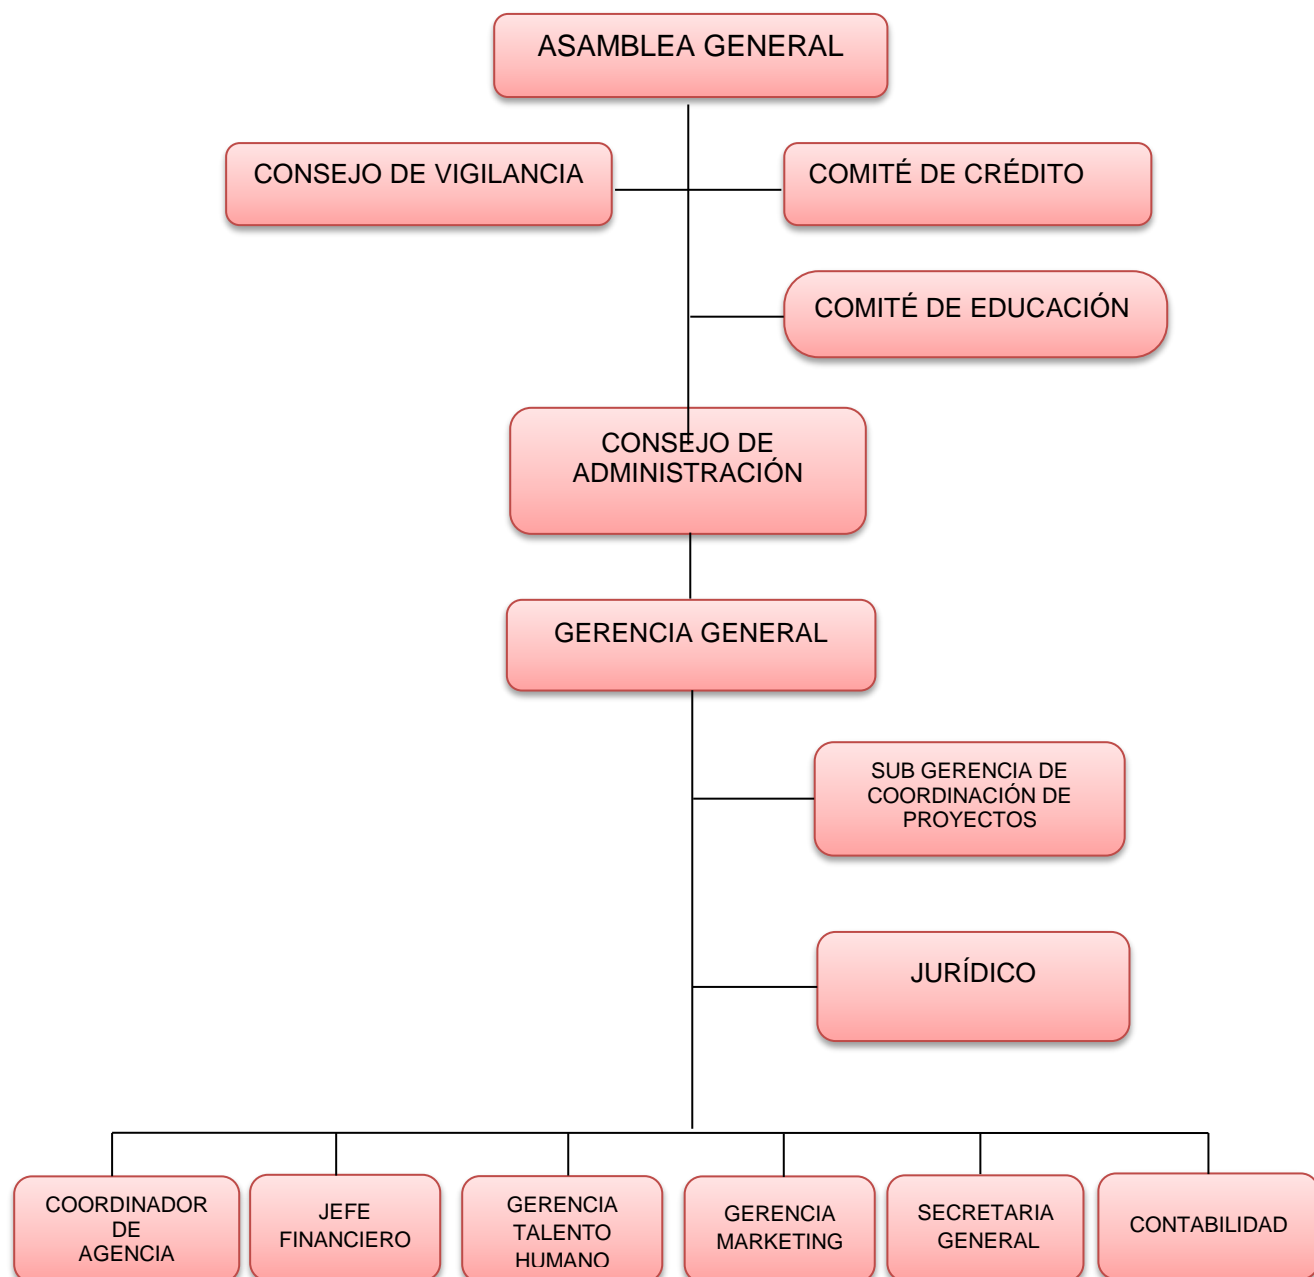 ASAMBLEA GENERAL
CONSEJO DE VIGILANCIA
COMITÉ DE CRÉDITO
COMITÉ DE EDUCACIÓN
CONSEJO DE
ADMINISTRACIÓN
GERENCIA GENERAL
SUB GERENCIA DE
COORDINACIÓN DE
PROYECTOS
JURÍDICO
COORDINADOR
DE
AGENCIA
JEFE
FINANCIERO
GERENCIA
TALENTO
HUMANO
GERENCIA
MARKETING
SECRETARIA
GENERAL
CONTABILIDAD